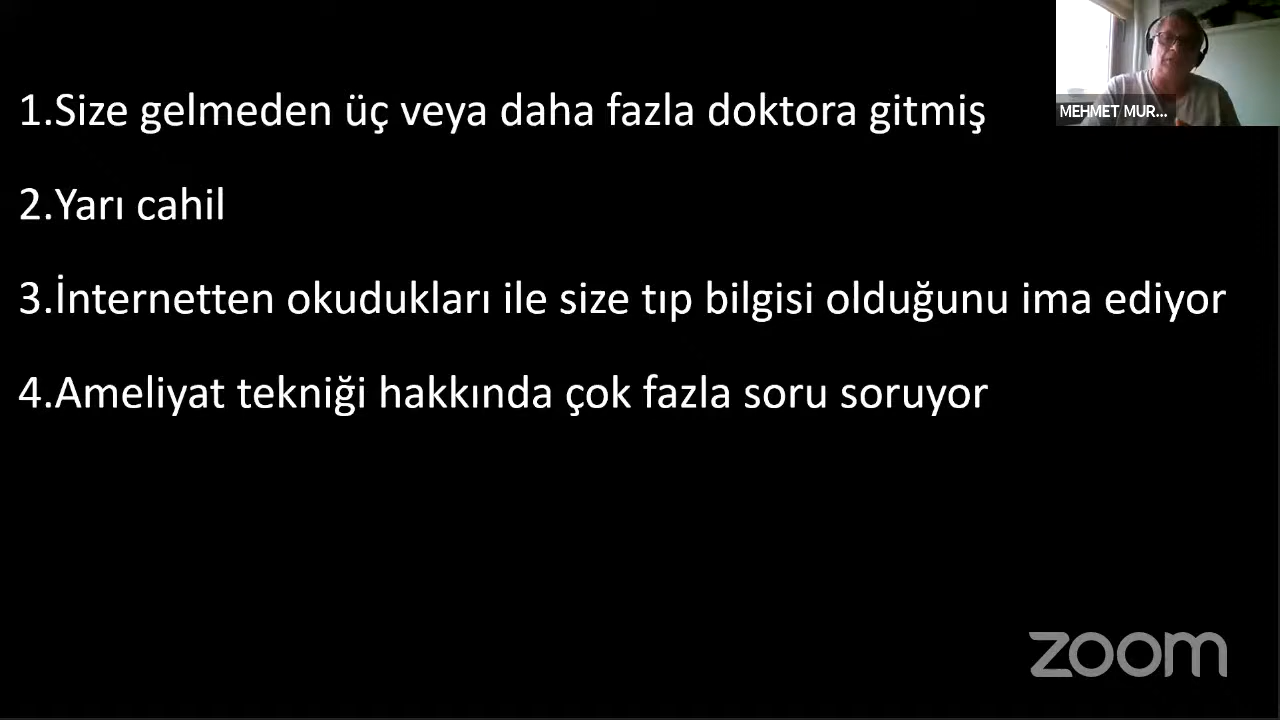 1.Size gelmeden üç veya daha fazla doktora gitmiş
MEHMET MUR...
2.Yarı cahil
3.İnternetten okudukları ile size tıp bilgisi olduğunu ima ediyor
4.Ameliyat tekniği hakkında çok fazla soru soruyor
zoom